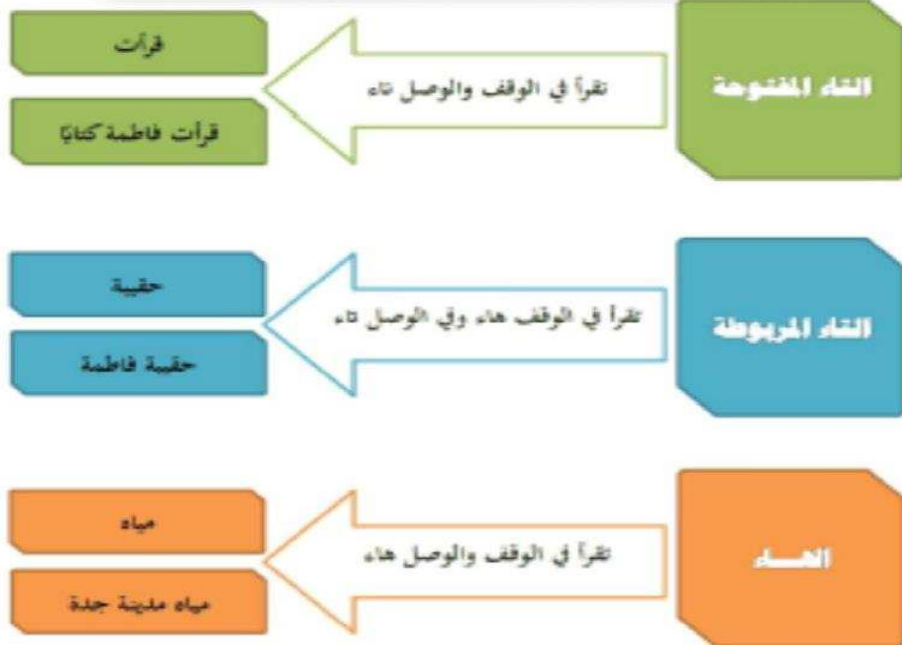 التاء المفتوحة
تقرأ في الوقف والوصل تاء
قرأت
قرأت فاطمة كتابًا
التاء المربوطة
تقرأ في الوقف هاء وفي الوصل تاء
حقيبة
حقيبة فاطمة
الهـــاء
تقرأ في الوقف والوصل هاء
مياه
مياه مدينة جدة